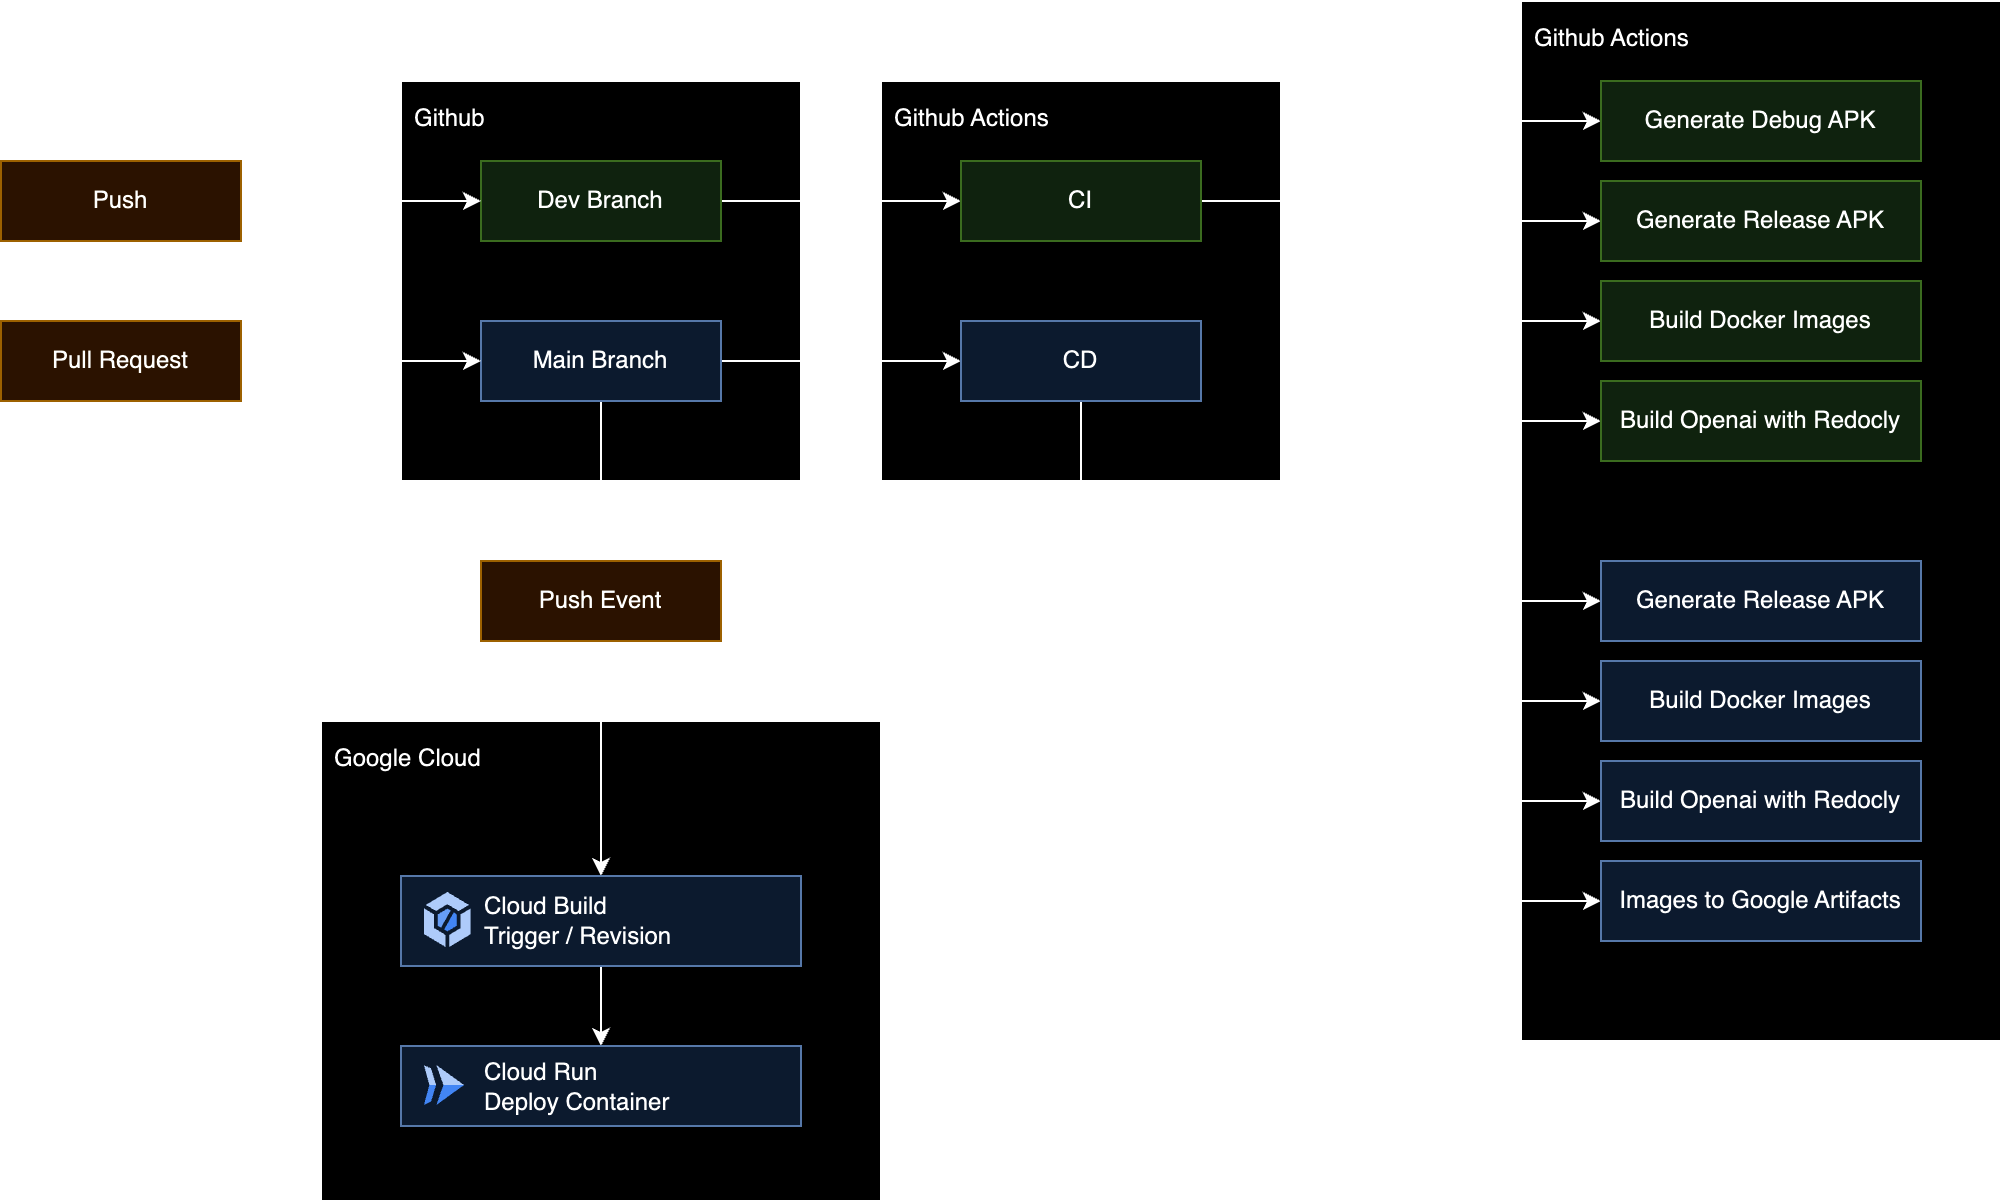 Push
Pull Request
Github
Dev Branch
Main Branch
Github Actions
CI
CD
Push Event
Google Cloud
Cloud Build
Trigger / Revision
Cloud Run
Deploy Container
Github Actions
Generate Debug APK
Generate Release APK
Build Docker Images
Build Openai with Redocly
Generate Release APK
Build Docker Images
Build Openai with Redocly
Images to Google Artifacts